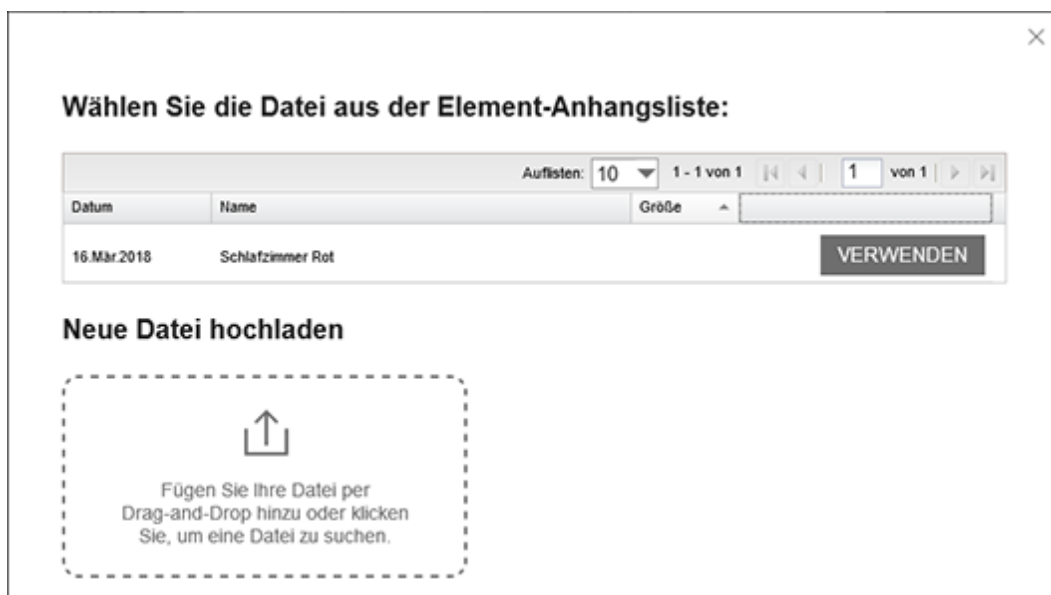 Wählen Sie die Datei aus der Element-Anhangsliste:
Auflisten: 10 1 - 1 von 1 1 von 1
Datum Name Größe
16.Mär.2018 Schlafzimmer Rot VERWENDEN
Neue Datei hochladen
Fügen Sie Ihre Datei per
Drag-and-Drop hinzu oder klicken
Sie, um eine Datei zu suchen.